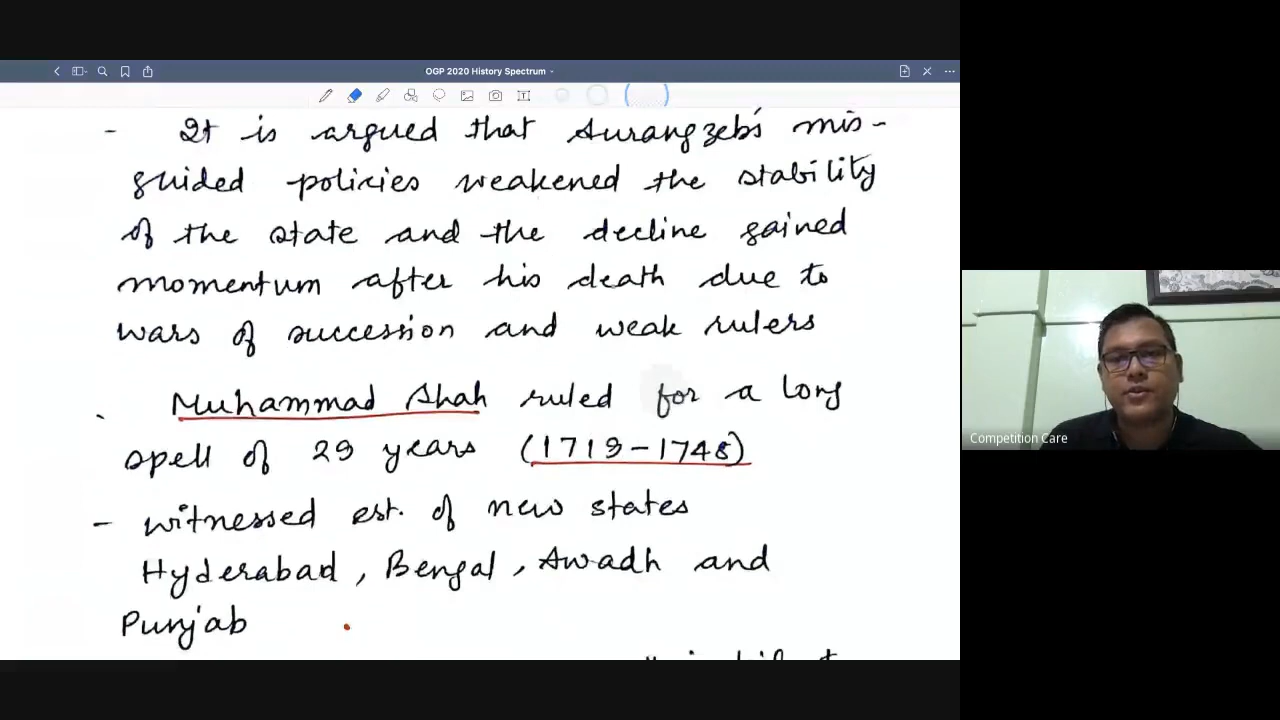 OGP 2020 History Spectrum
- It is argued that Aurangzeb's mis-
guided policies weakened the stability
of the state and the decline gained
momentum after his death due to
wars of succession and weak rulers
Muhammad Shah ruled for a long
spell of 29 years (1719-1748)
- witnessed est. of new states
Hyderabad, Bengal, Awadh and
Punjab
Competition Care